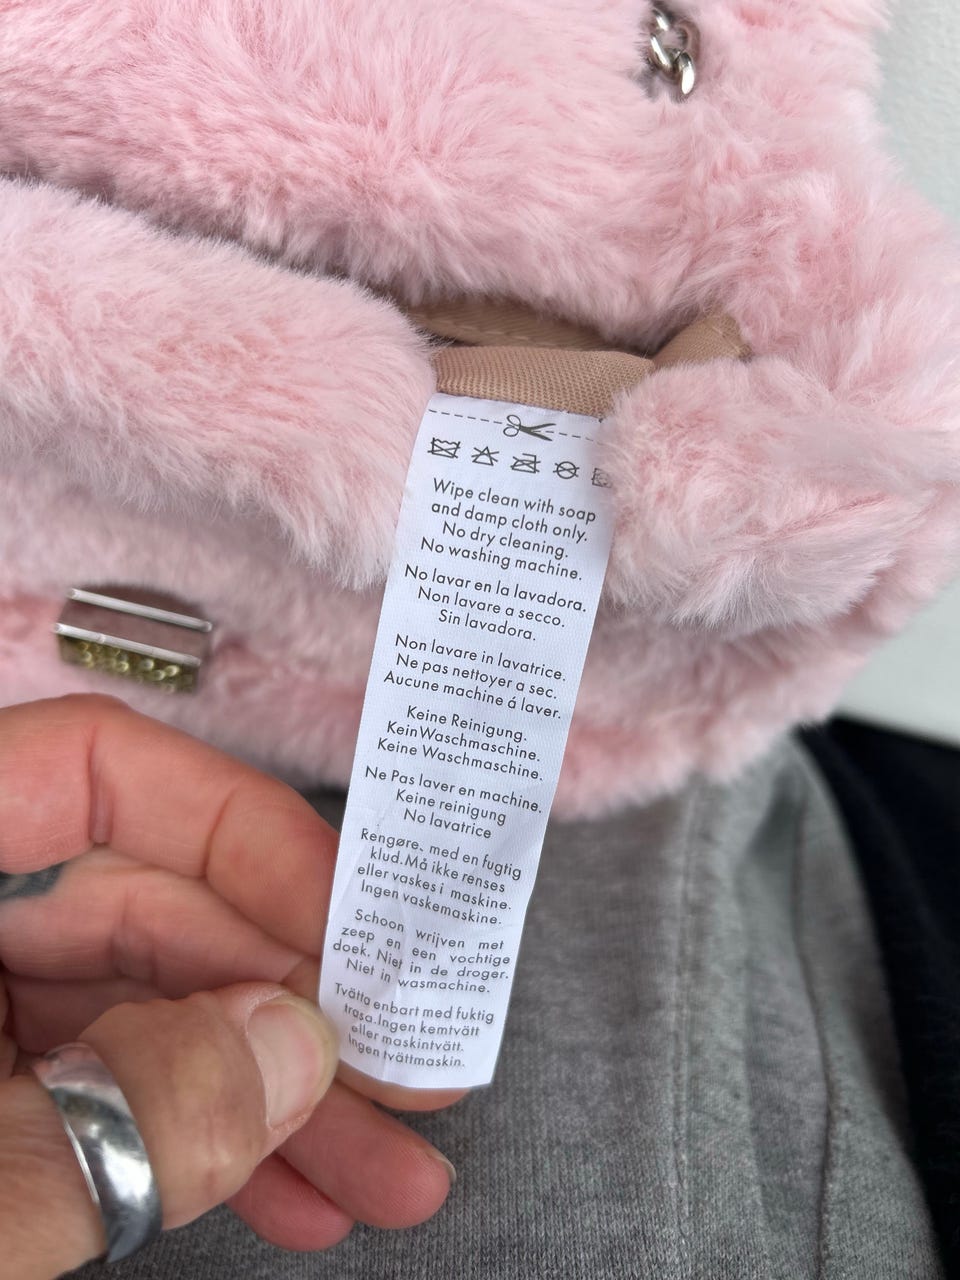 Wipe clean with soap
and damp cloth only.
No dry cleaning.
No washing machine.
No lavar en la lavadora.
Non lavare a secco.
Sin lavadora.
Non lavare in lavatrice.
Ne pas nettoyer a sec.
Aucune machine á laver.
Keine Reinigung.
KeinWaschmaschine.
Keine Waschmaschine.
Ne Pas laver en machine.
Keine reinigung
No lavatrice
Rengøre. med en fugtig
klud.Må ikke renses
eller vaskes i maskine.
Ingen vaskemaskine.
Schoon wrijven met
zeep en een vochtige
doek. Niet in de droger.
Niet in wasmachine.
Tvätta enbart med fuktig
trasa.Ingen kemtvätt
eller maskintvätt.
Ingen tvättmaskin.